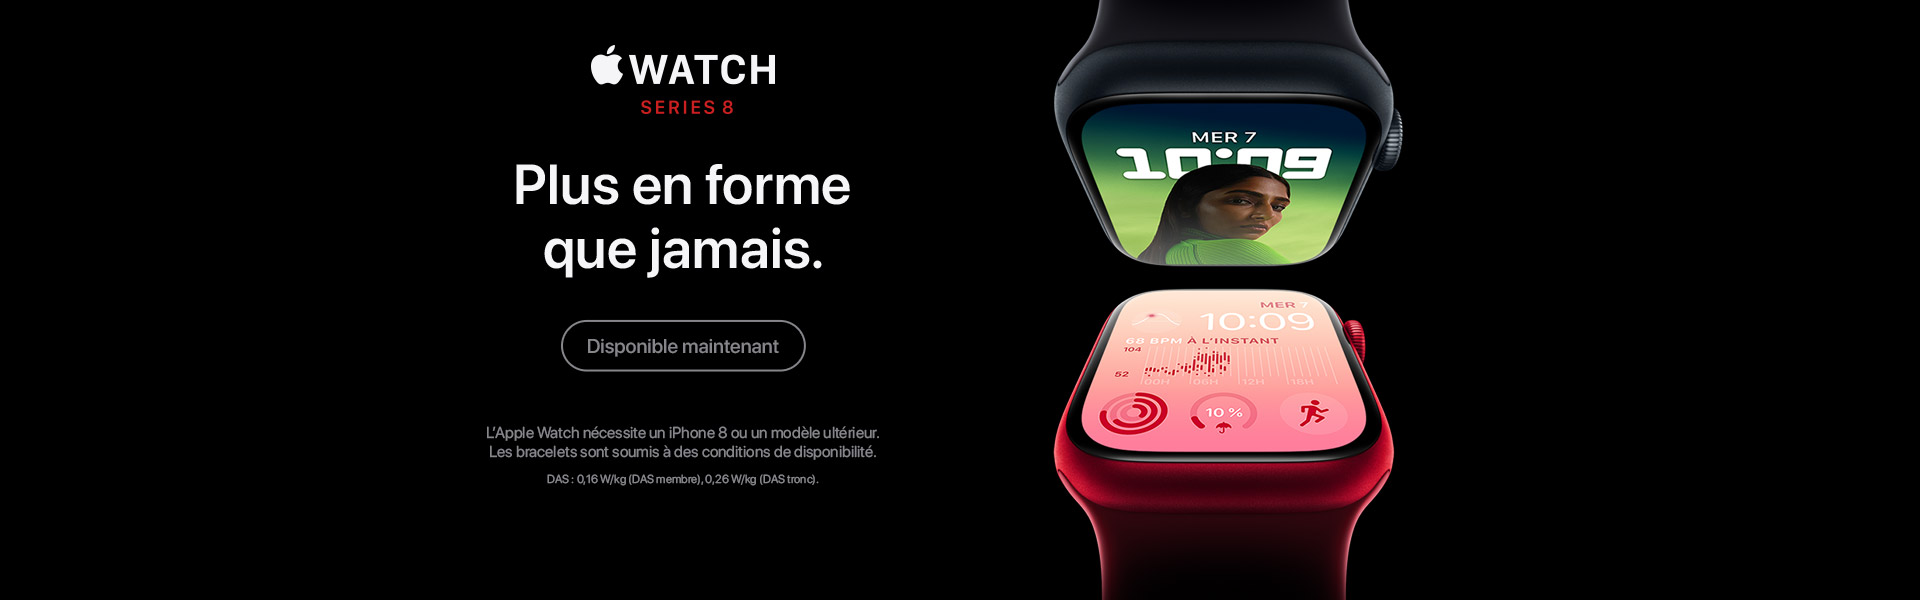 WATCH
SERIES 8
Plus en forme
que jamais.
Disponible maintenant
L'Apple Watch nécessite un iPhone 8 ou un modèle ultérieur.
Les bracelets sont soumis à des conditions de disponibilité.
DAS : 0,16 W/kg (DAS membre), 0,26 W/kg (DAS tronc).
MER 7
10:09
MER 7
10:09
68 BPM À L'INSTANT
104
52
00H 06H 12H 18H
10 %